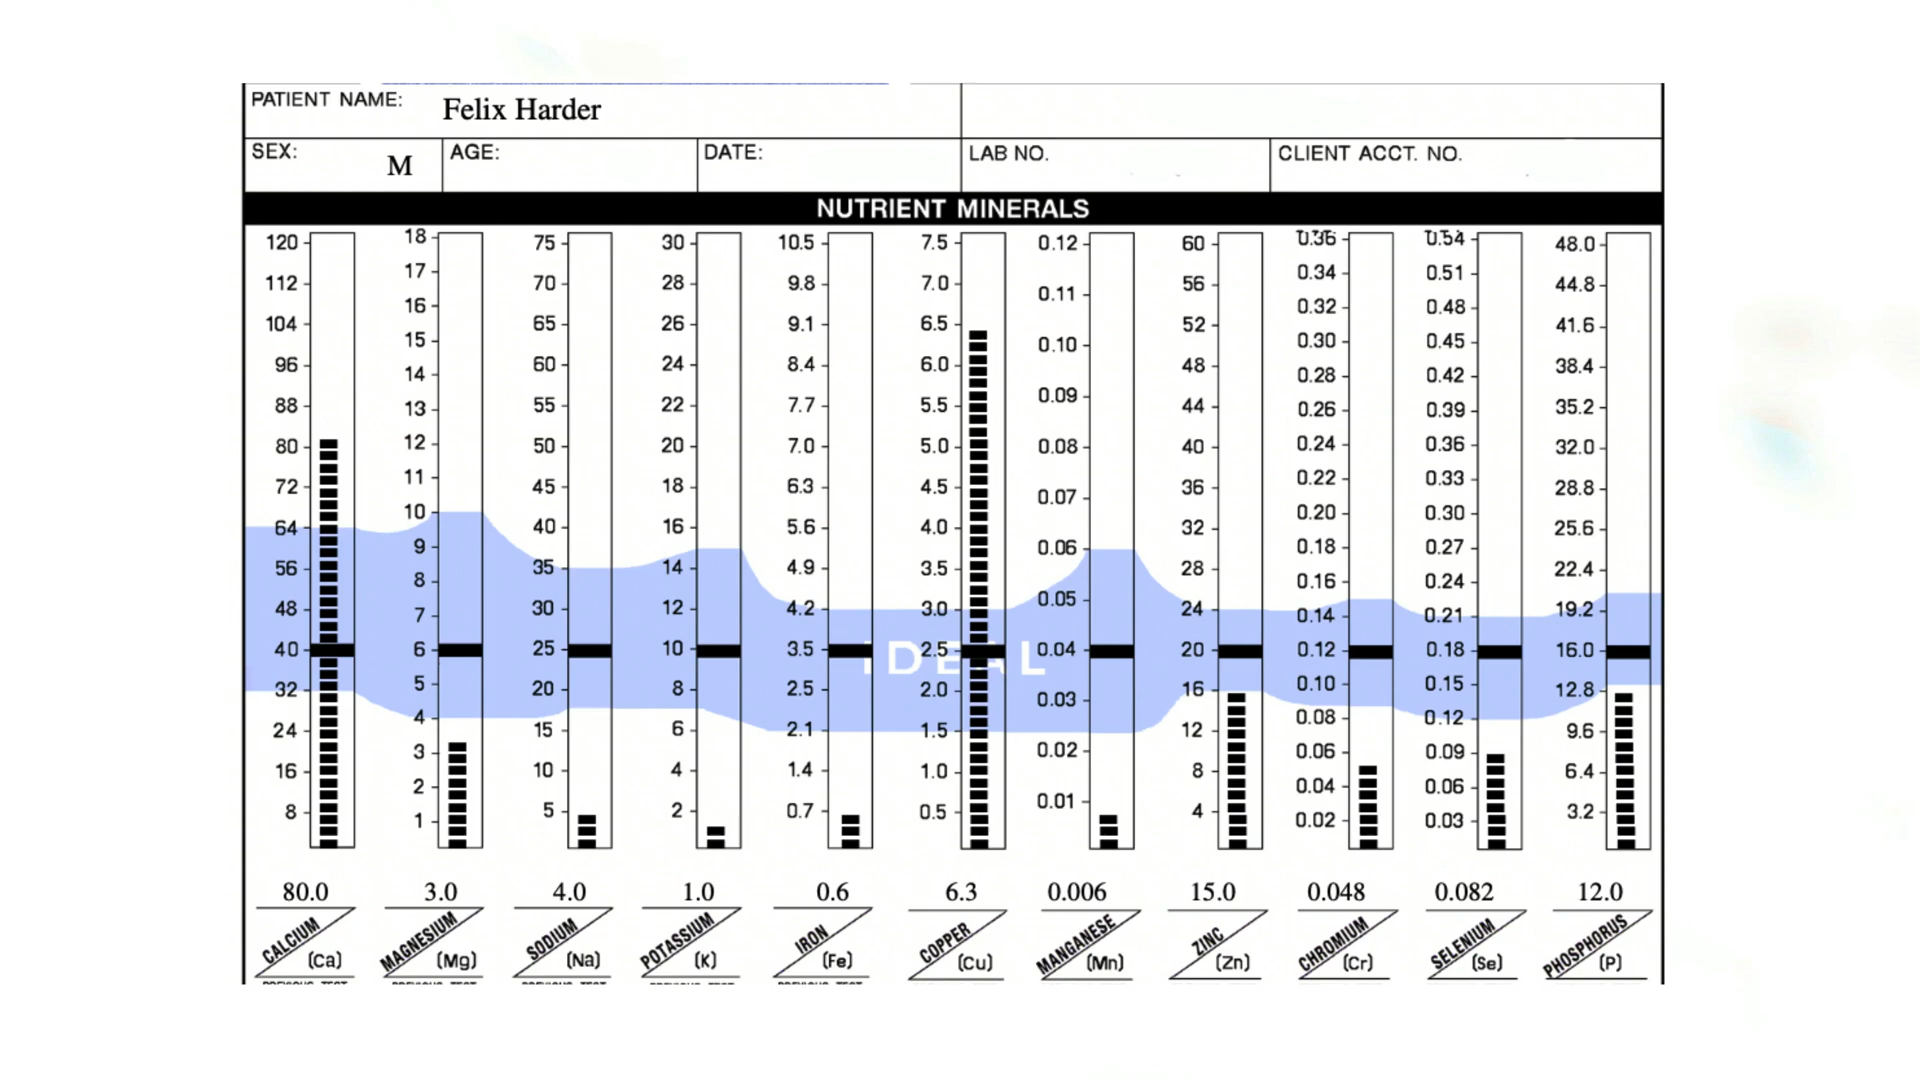 PATIENT NAME: Felix Harder
SEX: M AGE: DATE: LAB NO. CLIENT ACCT. NO.
NUTRIENT MINERALS
120 18 75 30 10.5 7.5 0.12 60 0.36 0.54 48.0
112 17 70 28 9.8 7.0 0.11 56 0.34 0.51 44.8
104 16 65 26 9.1 6.5 0.10 52 0.32 0.48 41.6
96 15 60 24 8.4 6.0 0.09 48 0.30 0.45 38.4
88 14 55 22 7.7 5.5 0.08 44 0.28 0.42 35.2
80 13 50 20 7.0 5.0 0.07 40 0.26 0.39 32.0
72 12 45 18 6.3 4.5 0.06 36 0.24 0.36 28.8
64 11 40 16 5.6 4.0 0.05 32 0.22 0.33 25.6
56 10 35 14 4.9 3.5 0.04 28 0.20 0.30 22.4
48 9 30 12 4.2 3.0 0.03 24 0.18 0.27 19.2
40 8 25 10 3.5 2.5 0.02 20 0.16 0.24 16.0
32 7 20 8 2.5 2.0 0.01 16 0.14 0.21 12.8
24 6 15 6 2.1 1.5 12 0.12 0.18 9.6
16 5 10 4 1.4 1.0 8 0.10 0.15 6.4
8 4 5 2 0.7 0.5 4 0.08 0.12 3.2
3 0.06 0.09
2 0.04 0.06
1 0.02 0.03
IDEAL
80.0 3.0 4.0 1.0 0.6 6.3 0.006 15.0 0.048 0.082 12.0
CALCIUM MAGNESIUM SODIUM POTASSIUM IRON COPPER MANGANESE ZINC CHROMIUM SELENIUM PHOSPHORUS
(Ca) (Mg) (Na) (K) (Fe) (Cu) (Mn) (Zn) (Cr) (Se) (P)